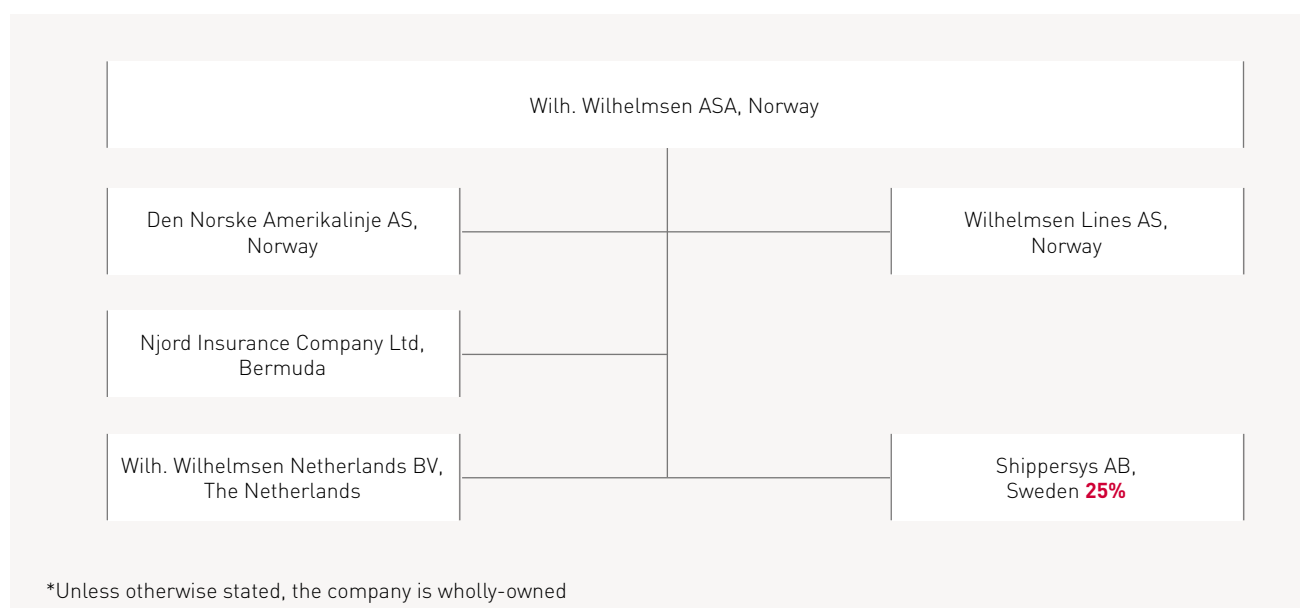 Wilh. Wilhelmsen ASA, Norway
Den Norske Amerikalinje AS,
Norway
Wilhelmsen Lines AS,
Norway
Njord Insurance Company Ltd,
Bermuda
Wilh. Wilhelmsen Netherlands BV,
The Netherlands
Shippersys AB,
Sweden 25%
*Unless otherwise stated, the company is wholly-owned